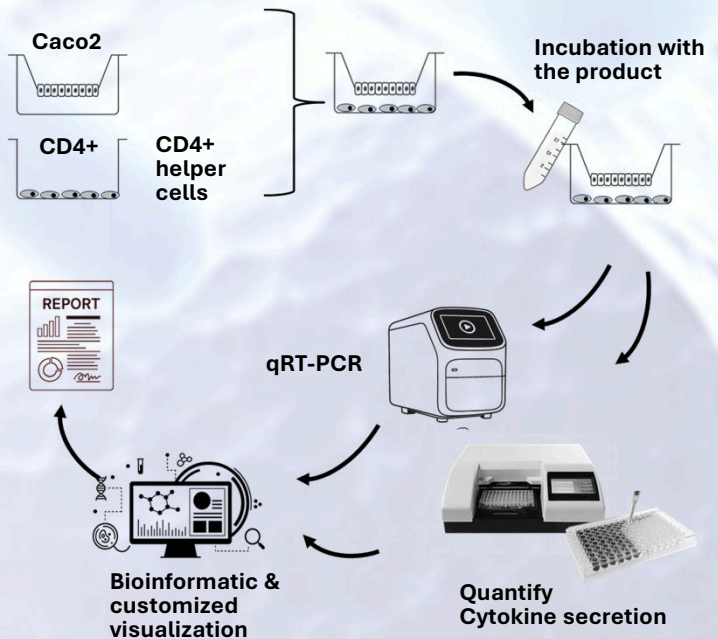 Caco2
CD4+
CD4+
helper
cells
Incubation with
the product
qRT-PCR
Quantify
Cytokine secretion
Bioinformatic &
customized
visualization
REPORT